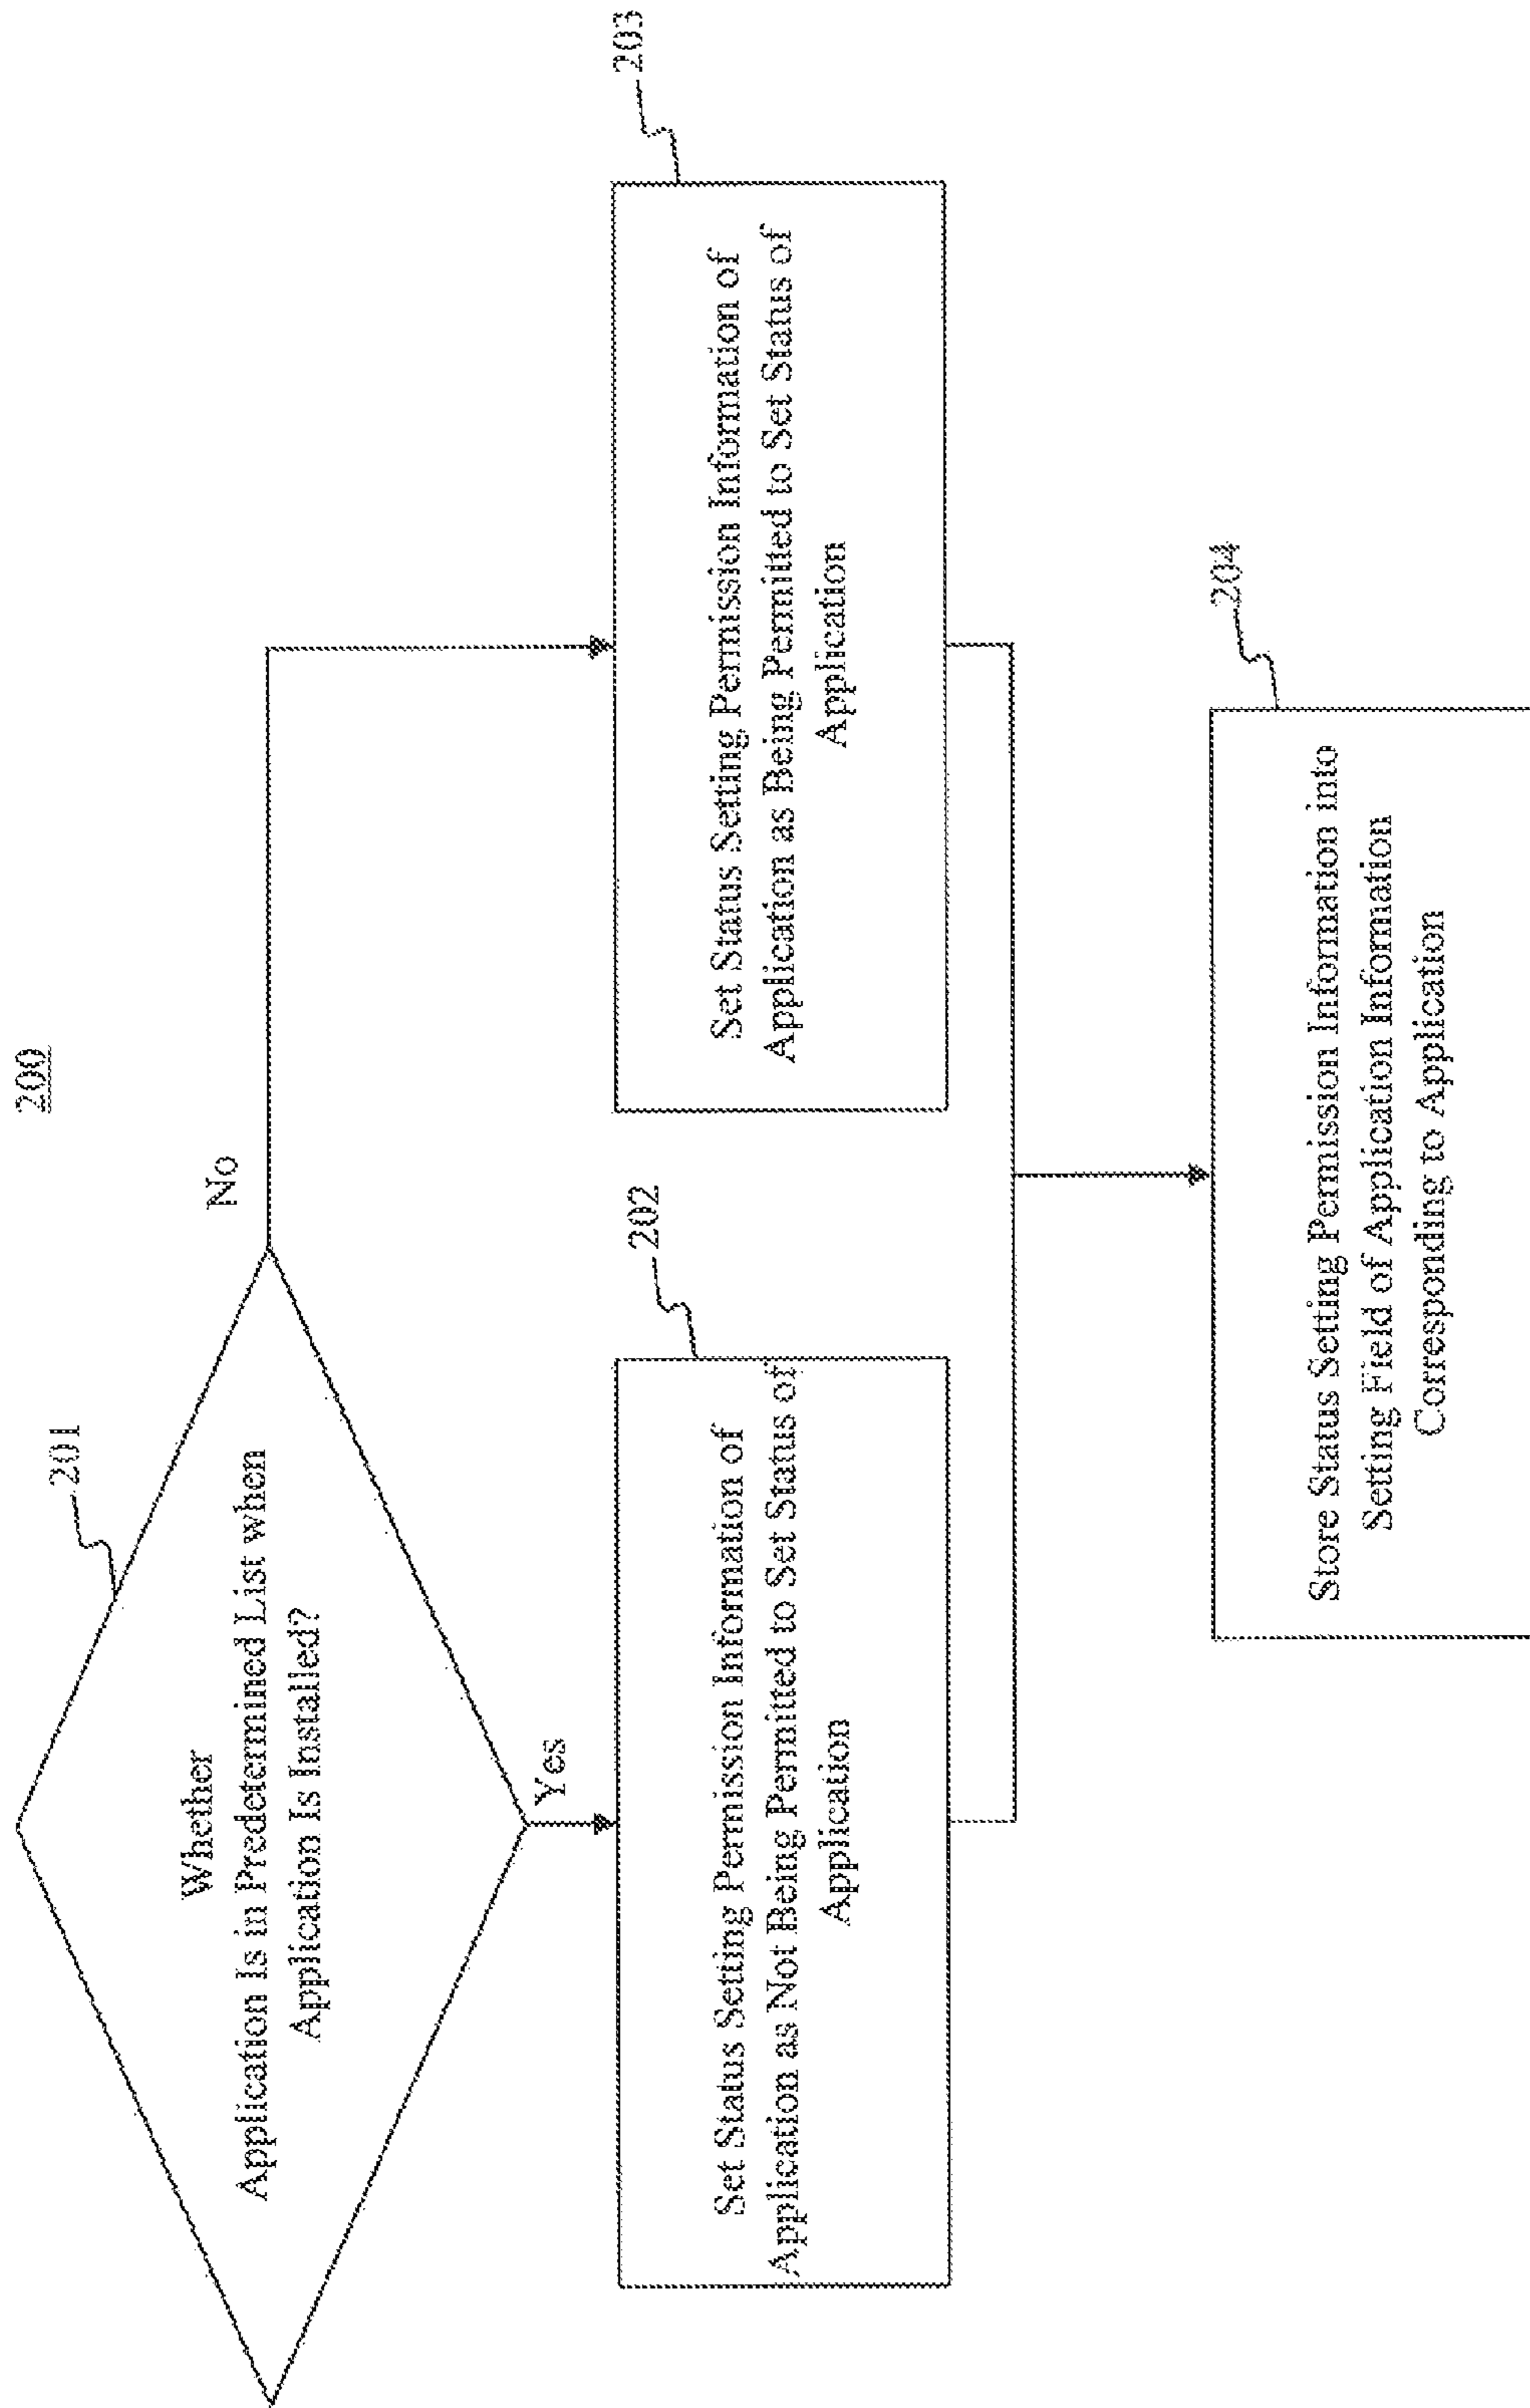 200
201
Whether
Application Is in Predetermined List when
Application Is Installed?
No
Yes
202
Set Status Setting Permission Information of
Application as Not Being Permitted to Set Status of
Application
203
Set Status Setting Permission Information of
Application as Being Permitted to Set Status of
Application
204
Store Status Setting Permission Information into
Setting Field of Application Information
Corresponding to Application